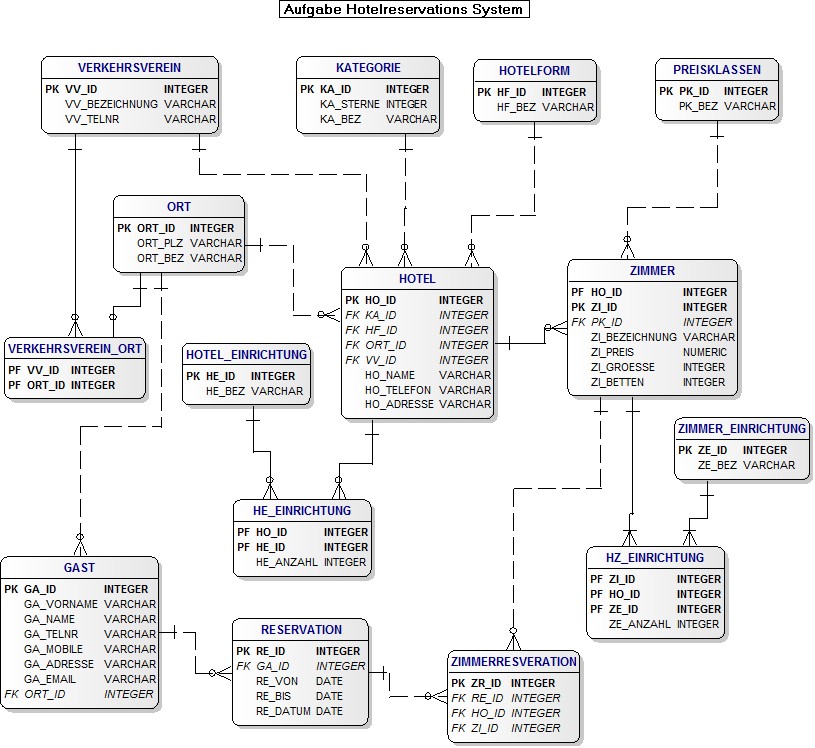 Aufgabe Hotelreservations System
VERKEHRSVEREIN
PK VV_ID INTEGER
VV_BEZEICHNUNG VARCHAR
VV_TELNR VARCHAR
KATEGORIE
PK KA_ID INTEGER
KA_STERNE INTEGER
KA_BEZ VARCHAR
HOTELFORM
PK HF_ID INTEGER
HF_BEZ VARCHAR
PREISKLASSEN
PK PK_ID INTEGER
PK_BEZ VARCHAR
ORT
PK ORT_ID INTEGER
ORT_PLZ VARCHAR
ORT_BEZ VARCHAR
HOTEL
PK HO_ID INTEGER
FK KA_ID INTEGER
FK HF_ID INTEGER
FK ORT_ID INTEGER
FK VV_ID INTEGER
HO_NAME VARCHAR
HO_TELEFON VARCHAR
HO_ADRESSE VARCHAR
ZIMMER
PF HO_ID INTEGER
PK ZI_ID INTEGER
FK PK_ID INTEGER
ZI_BEZEICHNUNG VARCHAR
ZI_PREIS NUMERIC
ZI_GROESSE INTEGER
ZI_BETTEN INTEGER
VERKEHRSVEREIN_ORT
PF VV_ID INTEGER
PF ORT_ID INTEGER
HOTEL_EINRICHTUNG
PK HE_ID INTEGER
HE_BEZ VARCHAR
ZIMMER_EINRICHTUNG
PK ZE_ID INTEGER
ZE_BEZ VARCHAR
HE_EINRICHTUNG
PF HO_ID INTEGER
PF HE_ID INTEGER
HE_ANZAHL INTEGER
HZ_EINRICHTUNG
PF ZI_ID INTEGER
PF HO_ID INTEGER
PF ZE_ID INTEGER
ZE_ANZAHL INTEGER
GAST
PK GA_ID INTEGER
GA_VORNAME VARCHAR
GA_NAME VARCHAR
GA_TELNR VARCHAR
GA_MOBILE VARCHAR
GA_ADRESSE VARCHAR
GA_EMAIL VARCHAR
FK ORT_ID INTEGER
RESERVATION
PK RE_ID INTEGER
FK GA_ID INTEGER
RE_VON DATE
RE_BIS DATE
RE_DATUM DATE
ZIMMERRESVERATION
PK ZR_ID INTEGER
FK RE_ID INTEGER
FK HO_ID INTEGER
FK ZI_ID INTEGER